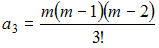 a₃ = m(m−1)(m−2)/3!